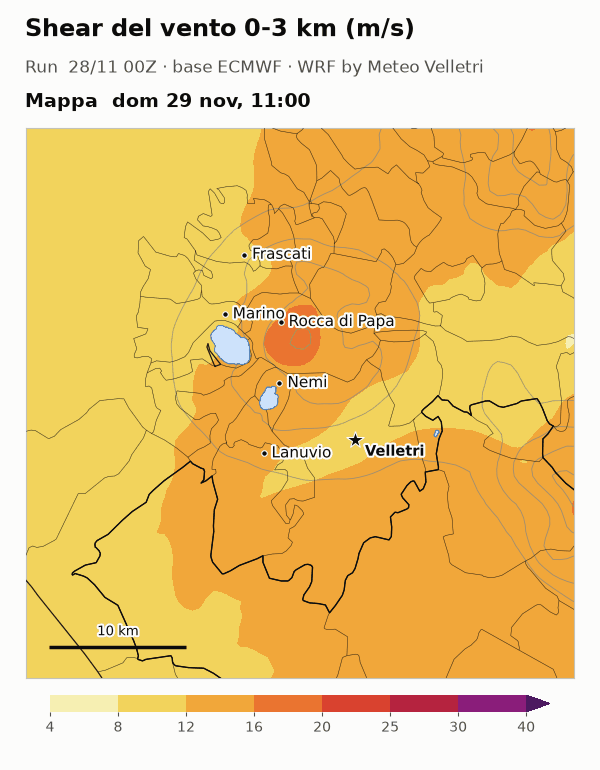 Shear del vento 0-3 km (m/s)
Run  28/11 00Z · base ECMWF · WRF by Meteo Velletri
Mappa  dom 29 nov, 11:00
Frascati
Marino
Rocca di Papa
Nemi
Velletri
Lanuvio
10 km
4 8 12 16 20 25 30 40